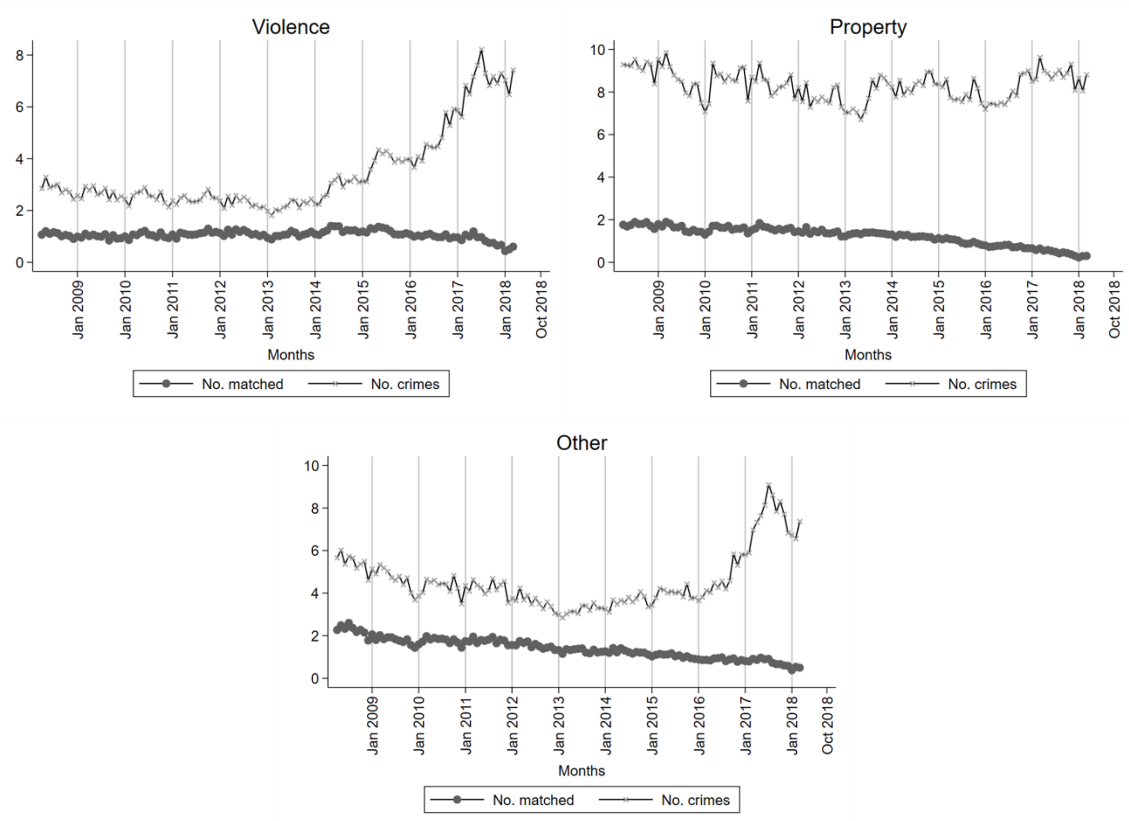 Violence
8
6
4
2
0
Jan 2009
Jan 2010
Jan 2011
Jan 2012
Jan 2013
Jan 2014
Jan 2015
Jan 2016
Jan 2017
Jan 2018
Oct 2018
Months
No. matched No. crimes
Property
10
8
6
4
2
0
Jan 2009
Jan 2010
Jan 2011
Jan 2012
Jan 2013
Jan 2014
Jan 2015
Jan 2016
Jan 2017
Jan 2018
Oct 2018
Months
No. matched No. crimes
Other
10
8
6
4
2
0
Jan 2009
Jan 2010
Jan 2011
Jan 2012
Jan 2013
Jan 2014
Jan 2015
Jan 2016
Jan 2017
Jan 2018
Oct 2018
Months
No. matched No. crimes